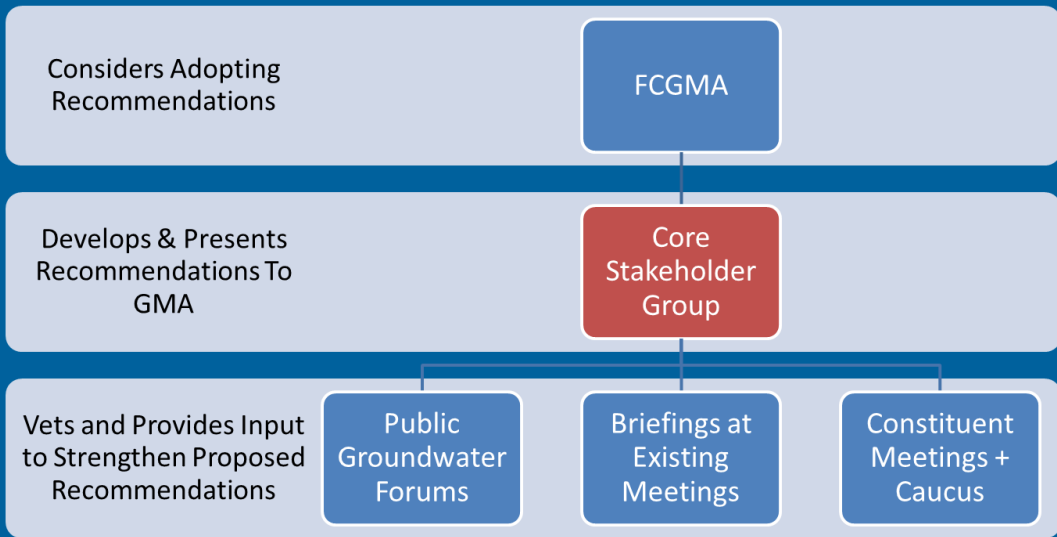 Considers Adopting
Recommendations
FCGMA
Develops & Presents
Recommendations To
GMA
Core
Stakeholder
Group
Vets and Provides Input
to Strengthen Proposed
Recommendations
Public
Groundwater
Forums
Briefings at
Existing
Meetings
Constituent
Meetings +
Caucus